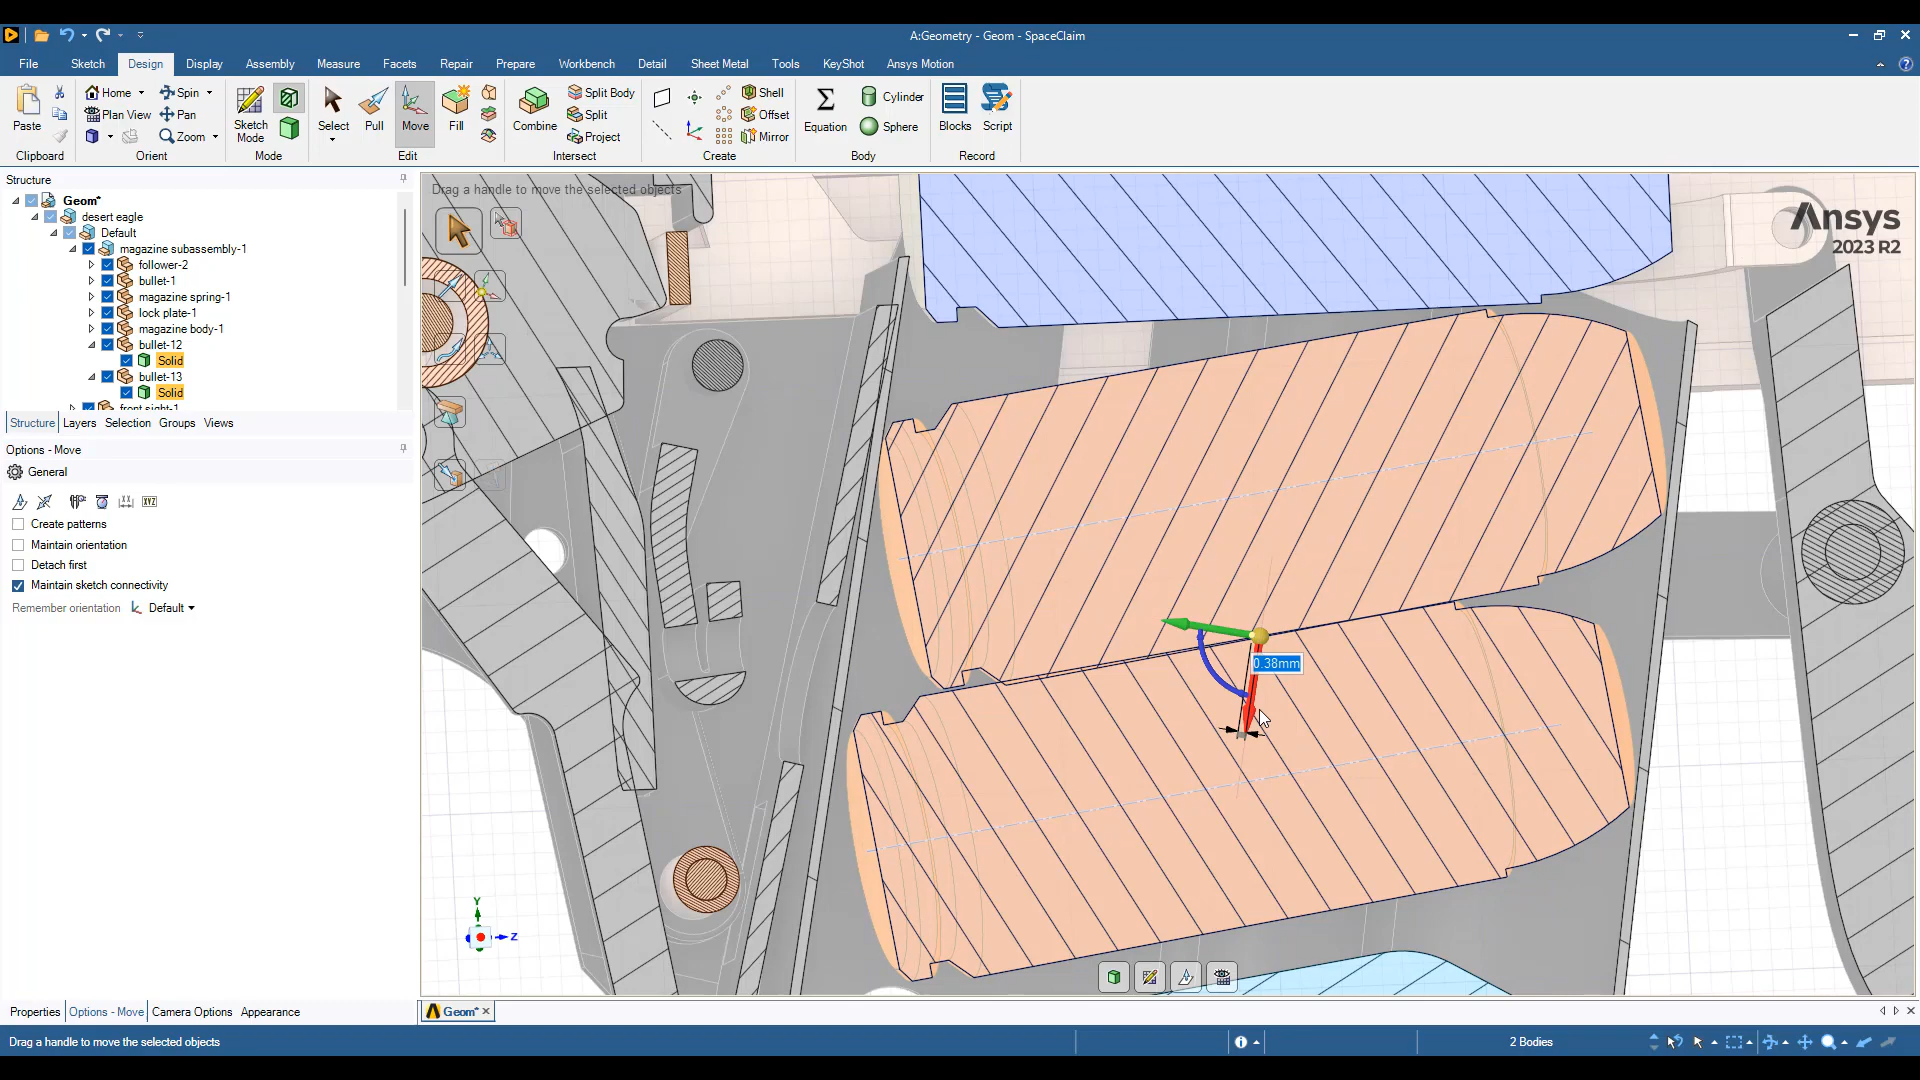 A:Geometry - Geom - SpaceClaim
File Sketch Design Display Assembly Measure Facets Repair Prepare Workbench Detail Sheet Metal Tools KeyShot Ansys Motion
Home Spin Split Body Shell Cylinder
Plan View Pan Split Offset
Zoom Project Mirror Sphere
Paste Sketch Mode Select Pull Move Fill Combine Equation Blocks Script
Clipboard Orient Mode Edit Intersect Create Body Record
Structure
Drag a handle to move the selected objects
Geom*
desert eagle
Default
magazine subassembly-1
follower-2
bullet-1
magazine spring-1
lock plate-1
magazine body-1
bullet-12
Solid
bullet-13
Solid
front sight-1
Structure Layers Selection Groups Views
Options - Move
General
XYZ
Create patterns
Maintain orientation
Detach first
Maintain sketch connectivity
Remember orientation Default
Ansys
2023 R2
0.38mm
Y
Z
Properties Options - Move Camera Options Appearance
Geom*
Drag a handle to move the selected objects
2 Bodies